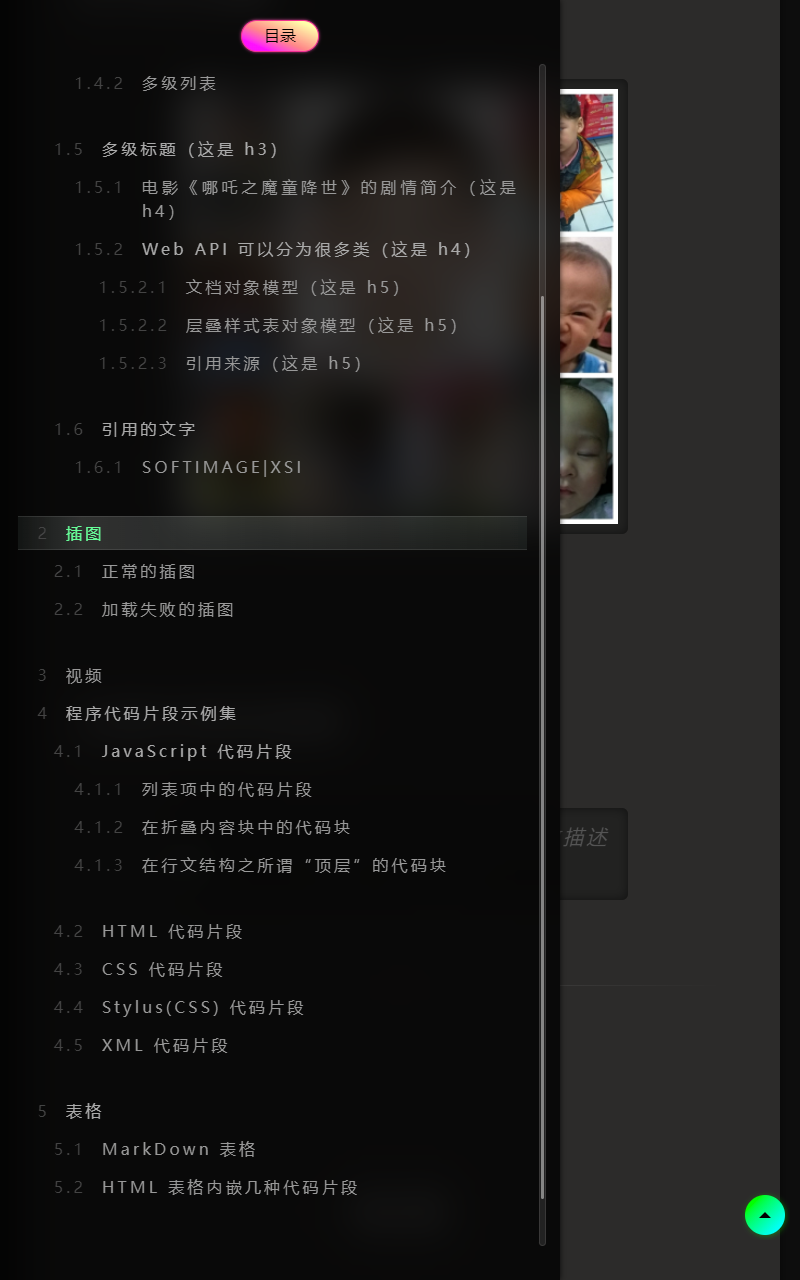 目录
1.4.2 多级列表
1.5 多级标题（这是 h3）
1.5.1 电影《哪吒之魔童降世》的剧情简介（这是
h4）
1.5.2 Web API 可以分为很多类（这是 h4）
1.5.2.1 文档对象模型（这是 h5）
1.5.2.2 层叠样式表对象模型（这是 h5）
1.5.2.3 引用来源（这是 h5）
1.6 引用的文字
1.6.1 SOFTIMAGE|XSI
2 插图
2.1 正常的插图
2.2 加载失败的插图
3 视频
4 程序代码片段示例集
4.1 JavaScript 代码片段
4.1.1 列表项中的代码片段
4.1.2 在折叠内容块中的代码块
描述
4.1.3 在行文结构之所谓“顶层”的代码块
4.2 HTML 代码片段
4.3 CSS 代码片段
4.4 Stylus(CSS) 代码片段
4.5 XML 代码片段
5 表格
5.1 MarkDown 表格
5.2 HTML 表格内嵌几种代码片段